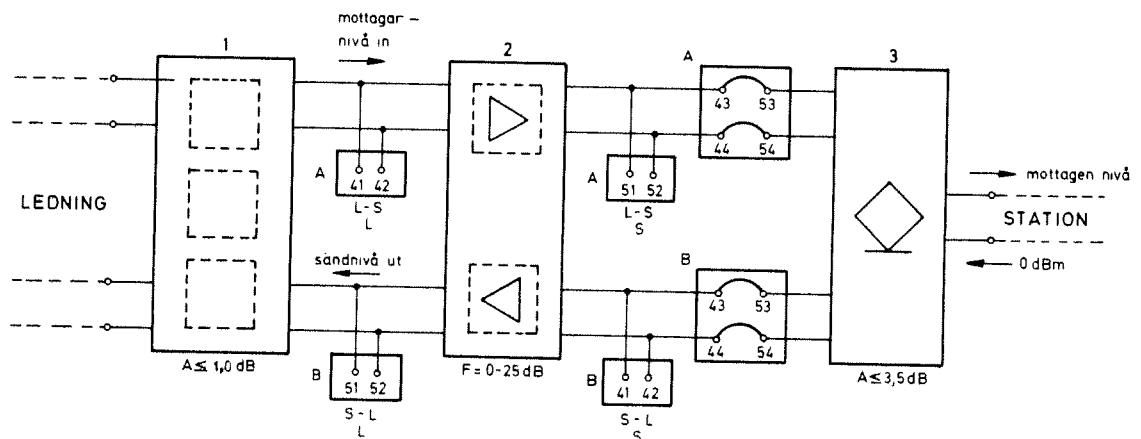 mottagar-
nivå in
1
2
A
3
43 53
44 54
A
41 42
L-S
L
A
51 52
L-S
S
LEDNING
mottagen nivå
STATION
0 dBm
sändnivå ut
B
43 53
44 54
A ≤ 1,0 dB
B
51 52
S-L
L
F = 0-25 dB
B
41 42
S-L
S
A ≤ 3,5 dB